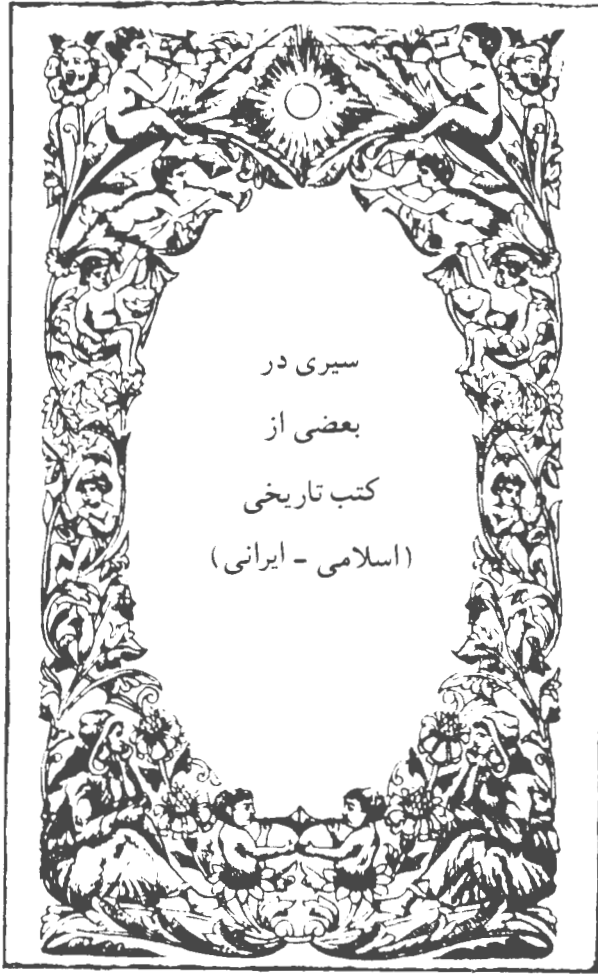 سیری در
بعضی از
کتب تاریخی
(اسلامی - ایرانی)